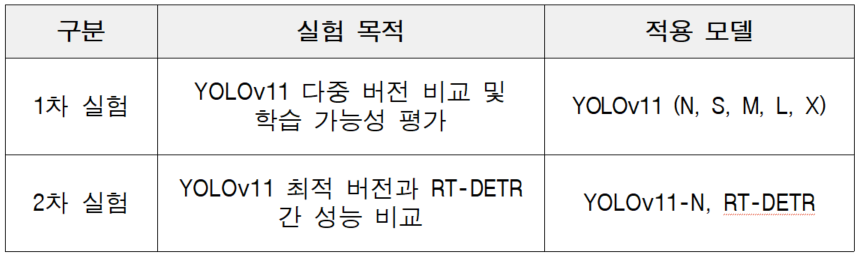 구분 실험 목적 적용 모델
1차 실험
YOLOv11 다중 버전 비교 및
학습 가능성 평가
YOLOv11 (N, S, M, L, X)
2차 실험
YOLOv11 최적 버전과 RT-DETR
간 성능 비교
YOLOv11-N, RT-DETR